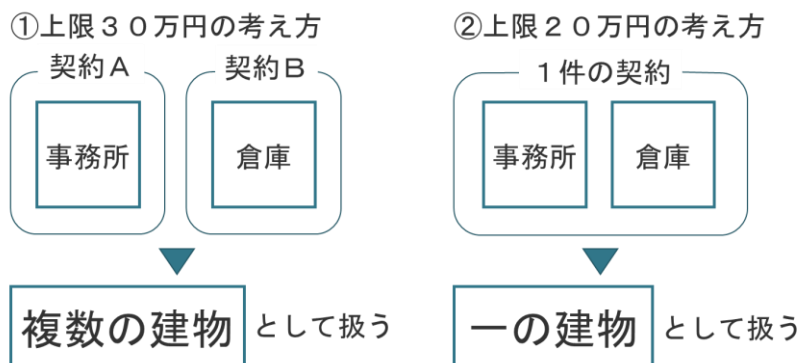 ①上限３０万円の考え方
契約Ａ
契約Ｂ
事務所
倉庫
複数の建物
として扱う
②上限２０万円の考え方
１件の契約
事務所
倉庫
一の建物
として扱う